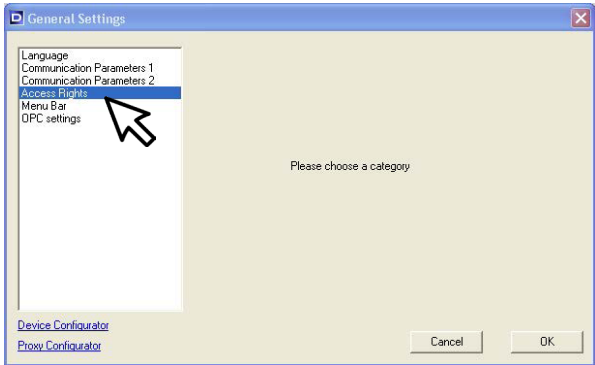 D General Settings
Language
Communication Parameters 1
Communication Parameters 2
Access Rights
Menu Bar
OPC settings
Please choose a category
Device Configurator
Proxy Configurator
Cancel OK